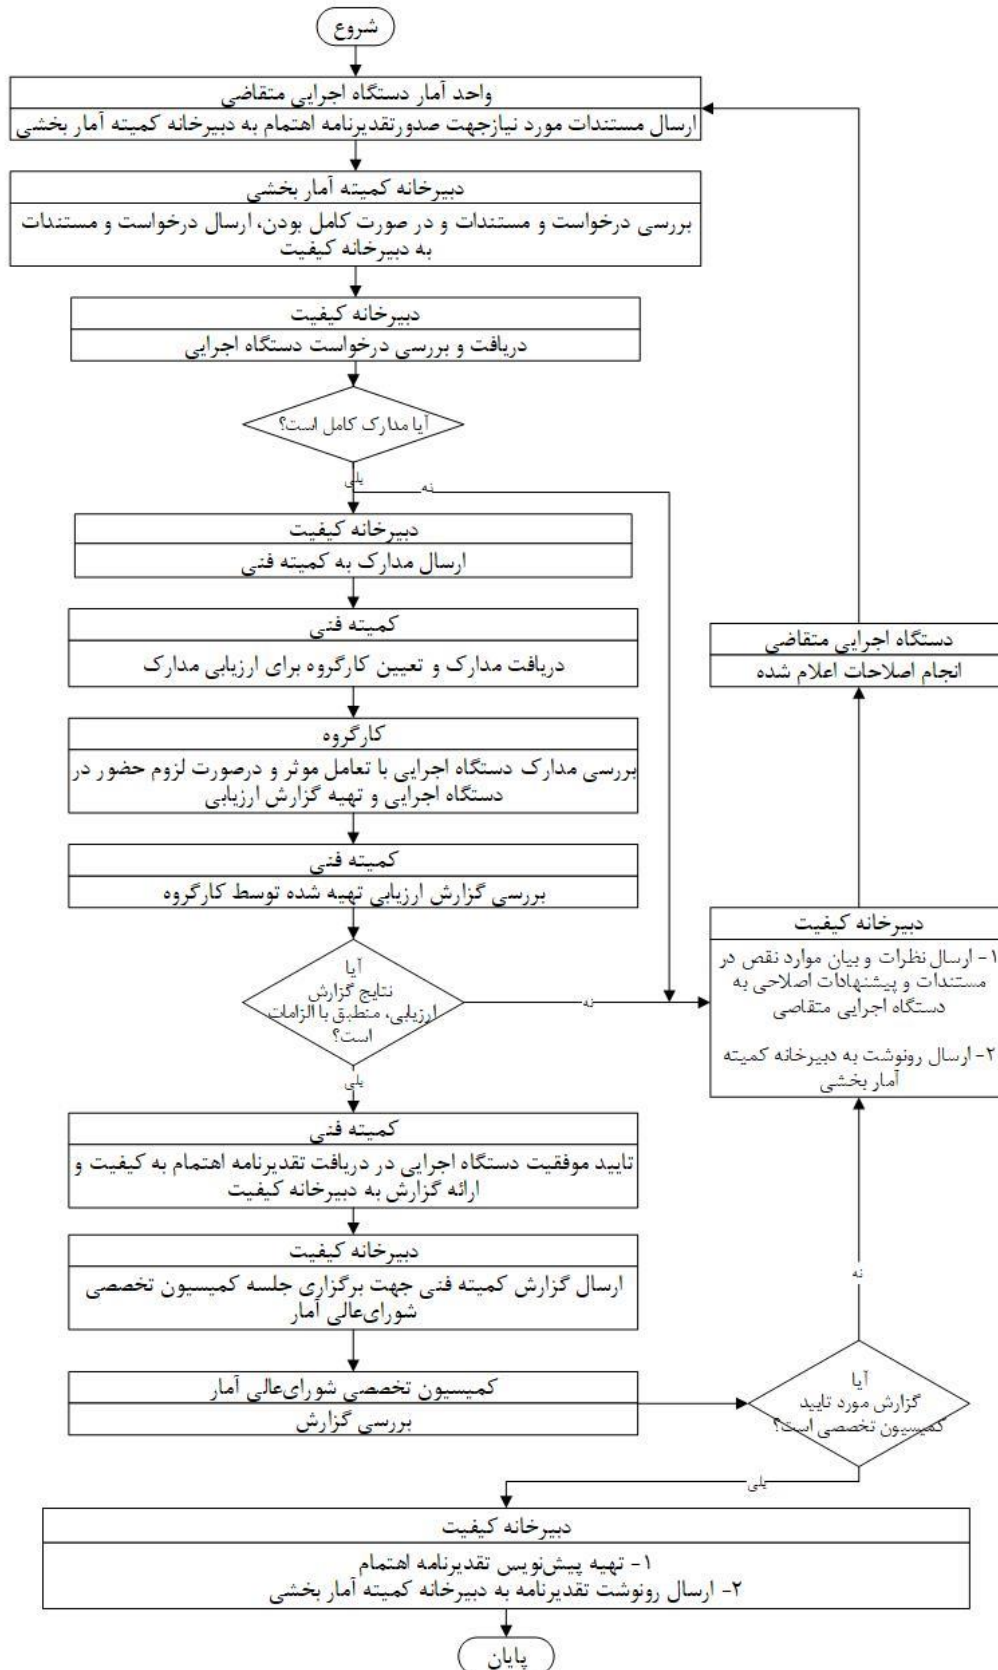 شروع
واحد آمار دستگاه اجرایی متقاضی
ارسال مستندات مورد نیازجهت صدورتقدیرنامه اهتمام به دبیرخانه کمیته آمار بخشی
دبیرخانه کمیته آمار بخشی
بررسی درخواست و مستندات و در صورت کامل بودن، ارسال درخواست و مستندات
به دبیرخانه کیفیت
دبیرخانه کیفیت
دریافت و بررسی درخواست دستگاه اجرایی
آیا مدارک کامل است؟
بلی
نه
دبیرخانه کیفیت
ارسال مدارک به کمیته فنی
کمیته فنی
دریافت مدارک و تعیین کارگروه برای ارزیابی مدارک
دستگاه اجرایی متقاضی
انجام اصلاحات اعلام شده
کارگروه
بررسی مدارک دستگاه اجرایی با تعامل موثر و درصورت لزوم حضور در
دستگاه اجرایی و تهیه گزارش ارزیابی
کمیته فنی
بررسی گزارش ارزیابی تهیه شده توسط کارگروه
آیا
نتایج گزارش
ارزیابی، منطبق با الزامات
است؟
نه
بلی
دبیرخانه کیفیت
۱- ارسال نظرات و بیان موارد نقص در
مستندات و پیشنهادات اصلاحی به
دستگاه اجرایی متقاصی
۲- ارسال رونوشت به دبیرخانه کمیته
آمار بخشی
کمیته فنی
تایید موفقیت دستگاه اجرایی در دریافت تقدیرنامه اهتمام به کیفیت و
ارائه گزارش به دبیرخانه کیفیت
دبیرخانه کیفیت
ارسال گزارش کمیته فنی جهت برگزاری جلسه کمیسیون تخصصی
شورای‌عالی آمار
کمیسیون تخصصی شورای‌عالی آمار
بررسی گزارش
نه
آیا
گزارش مورد تایید
کمیسیون تخصصی است؟
بلی
دبیرخانه کیفیت
۱- تهیه پیش‌نویس تقدیرنامه اهتمام
۲- ارسال رونوشت تقدیرنامه به دبیرخانه کمیته آمار بخشی
پایان